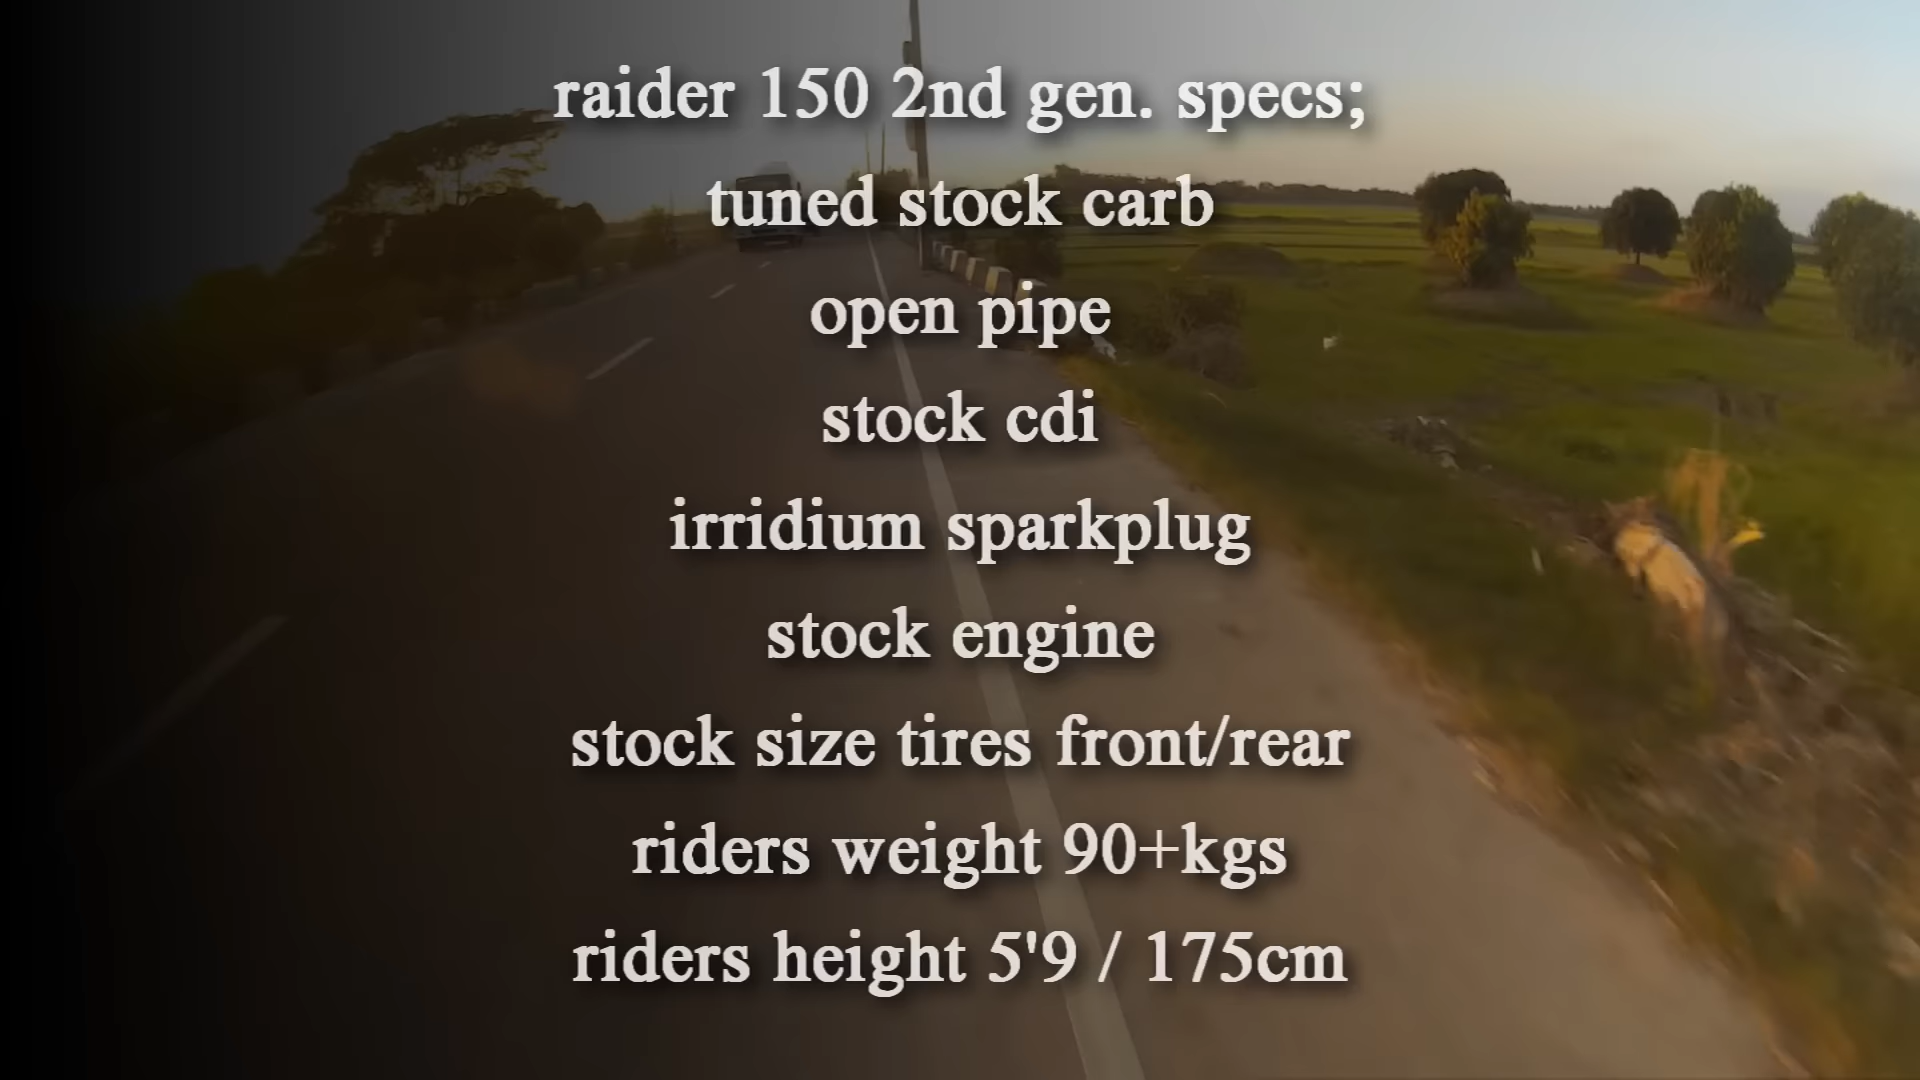 raider 150 2nd gen. specs;
tuned stock carb
open pipe
stock cdi
irridium sparkplug
stock engine
stock size tires front/rear
riders weight 90+kgs
riders height 5'9 / 175cm